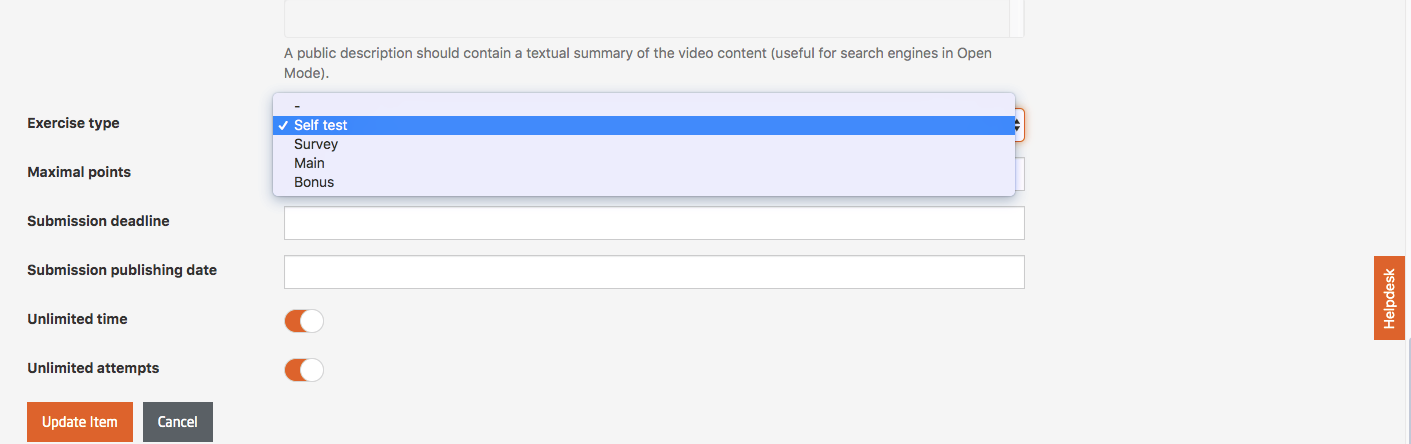 A public description should contain a textual summary of the video content (useful for search engines in Open
Mode).
-
Exercise type
✓ Self test
Survey
Main
Bonus
Maximal points
Submission deadline
Submission publishing date
Unlimited time
Unlimited attempts
Update Item
Cancel
Helpdesk